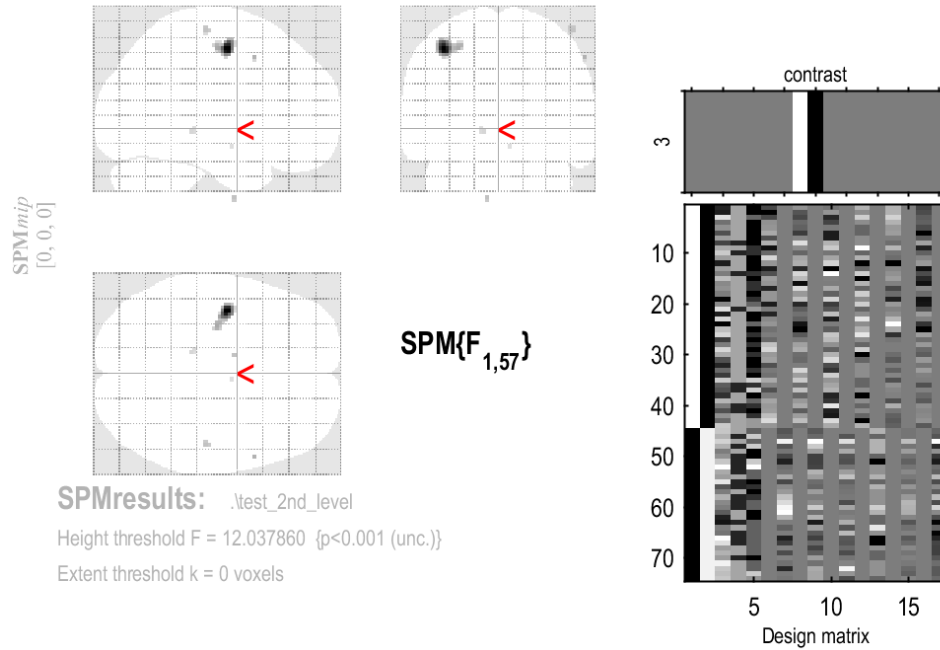 SPMmip
[0, 0, 0]
<
<
<
SPM{F1,57}
SPMresults: .\test_2nd_level
Height threshold F = 12.037860 {p<0.001 (unc.)}
Extent threshold k = 0 voxels
contrast
3
10
20
30
40
50
60
70
5 10 15
Design matrix